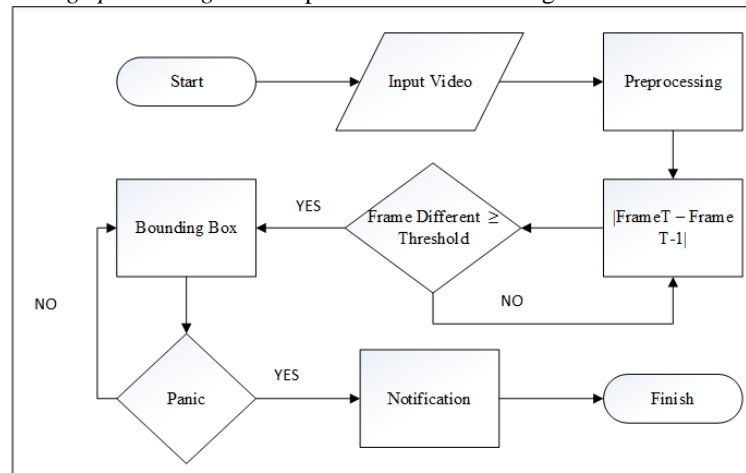 Start
Input Video
Preprocessing
|FrameT – Frame
T-1|
Frame Different ≥
Threshold
YES
NO
Bounding Box
NO
Panic
YES
Notification
Finish